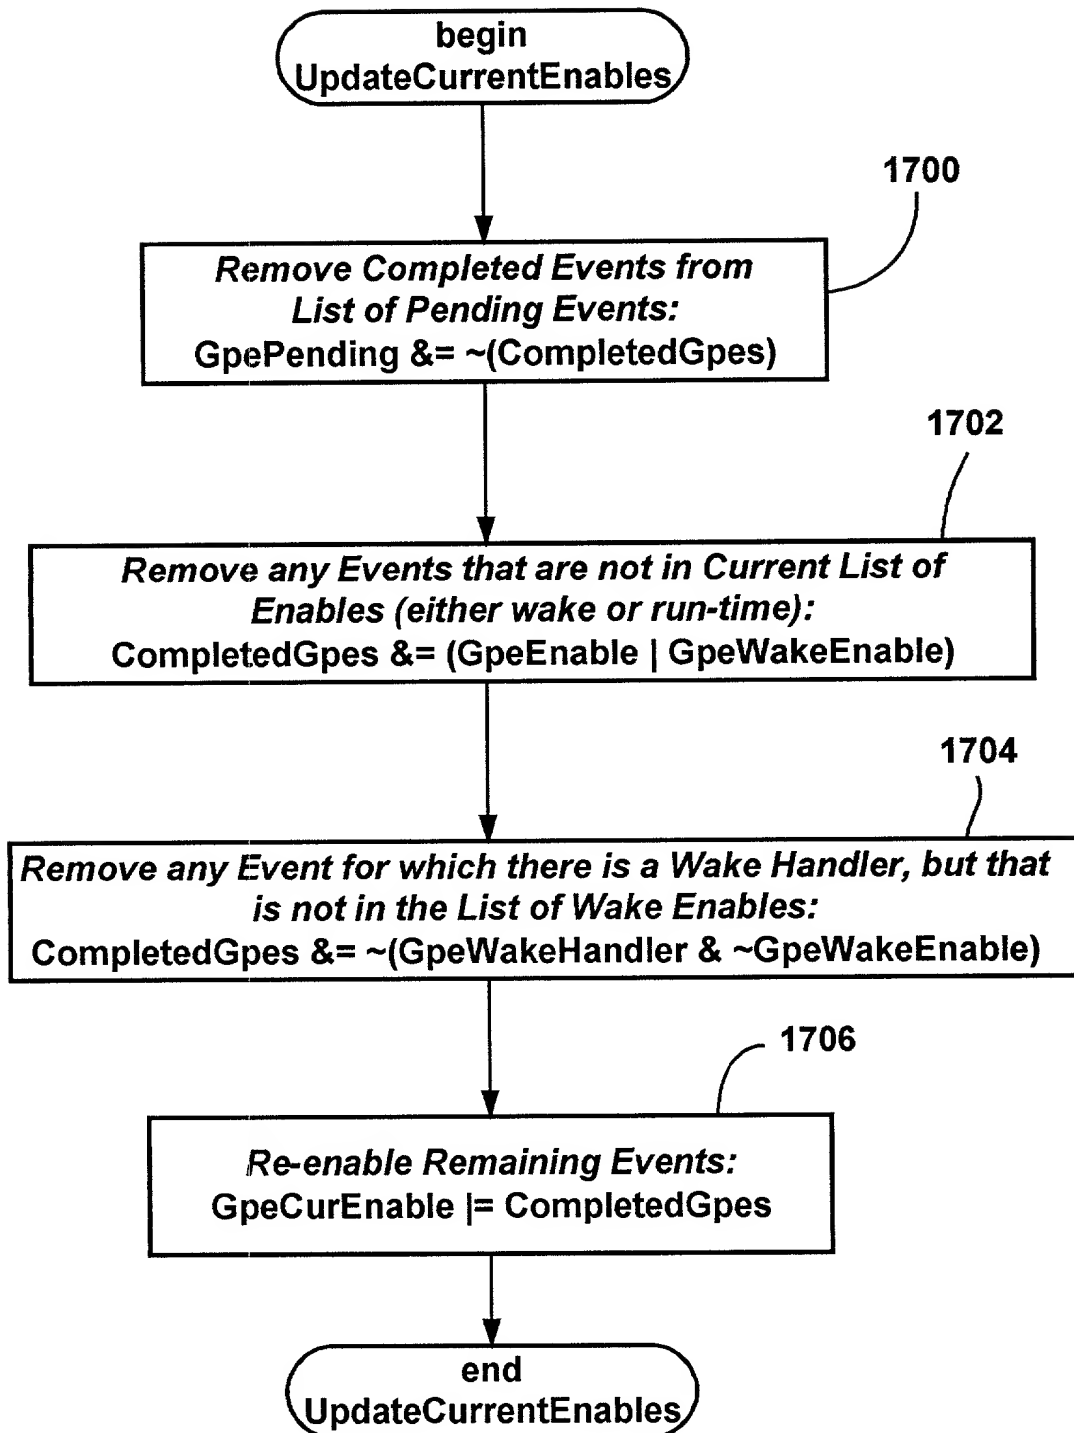 begin
UpdateCurrentEnables
1700
Remove Completed Events from
List of Pending Events:
GpePending &= ~(CompletedGpes)
1702
Remove any Events that are not in Current List of
Enables (either wake or run-time):
CompletedGpes &= (GpeEnable | GpeWakeEnable)
1704
Remove any Event for which there is a Wake Handler, but that
is not in the List of Wake Enables:
CompletedGpes &= ~(GpeWakeHandler & ~GpeWakeEnable)
1706
Re-enable Remaining Events:
GpeCurEnable |= CompletedGpes
end
UpdateCurrentEnables